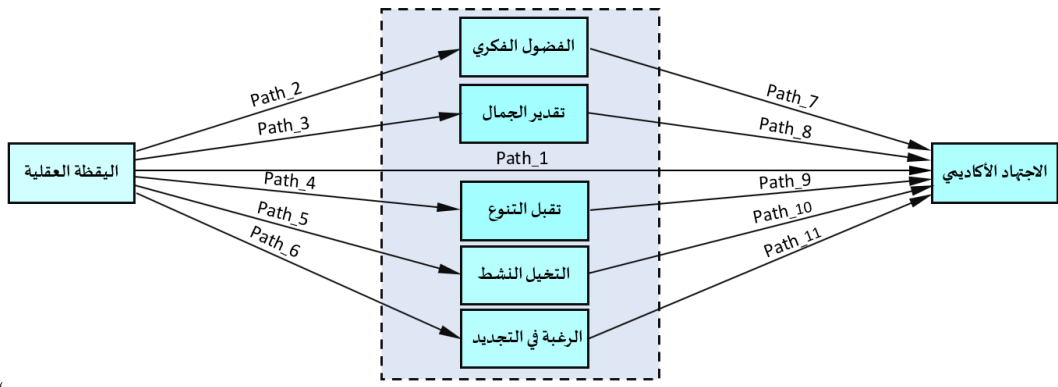 الفضول الفكري
Path_2
Path_7
تقدير الجمال
Path_3
Path_8
اليقظة العقلية
Path_1
الاجتهاد الأكاديمي
Path_4
Path_9
تقبل التنوع
Path_5
Path_10
Path_6
Path_11
التخيل النشط
الرغبة في التجديد